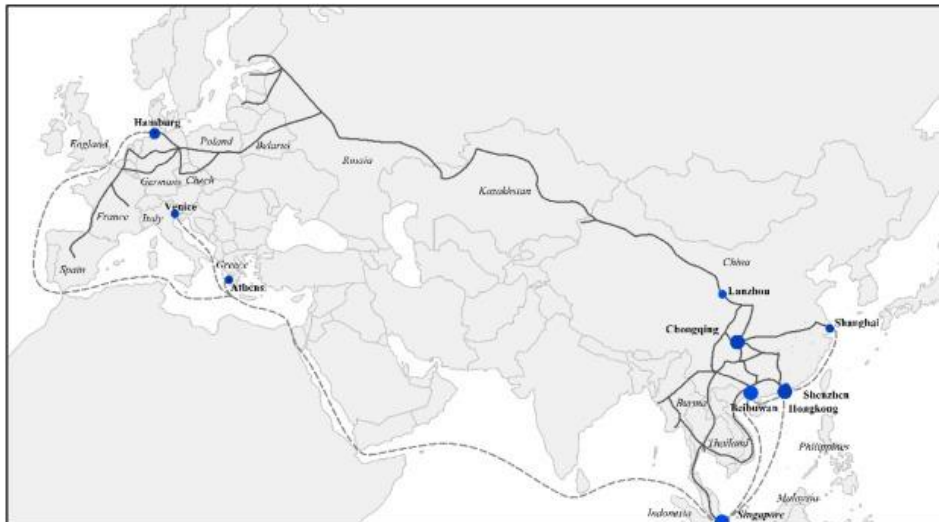 Hamburg
England
Poland
Belarus
Russia
Germany
Chech
Kazakhstan
Venice
France
Italy
Spain
Greece
Athens
China
Lanzhou
Chongqing
Shanghai
Burma
Beibuwan
Shenzhen
Hongkong
Thailand
Philippines
Malaysia
Indonesia
Singapore